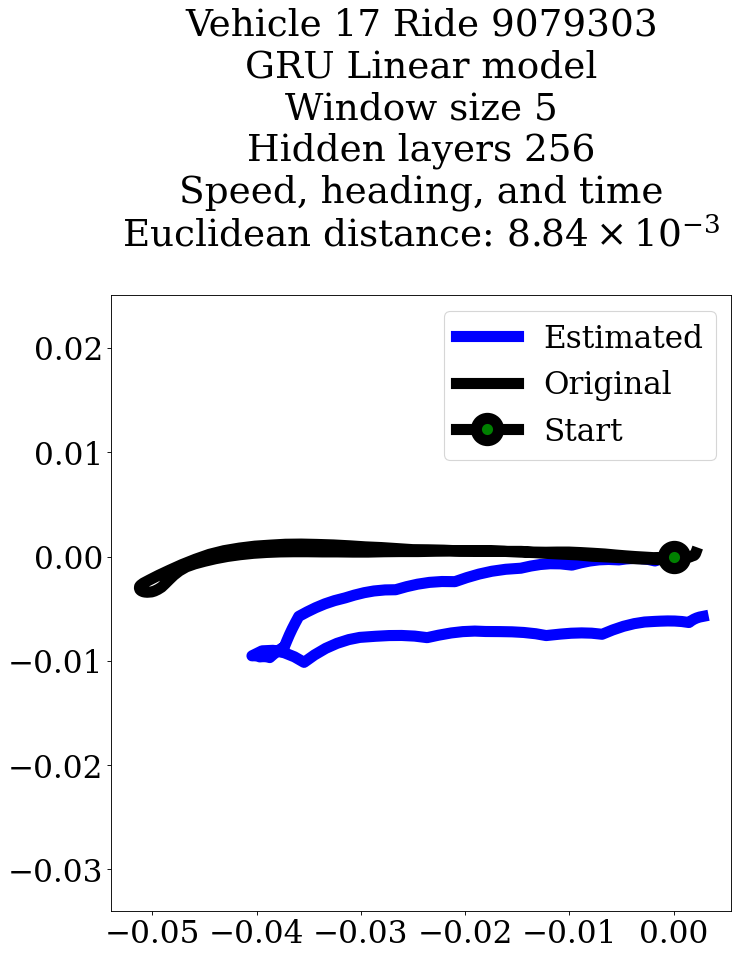 Vehicle 17 Ride 9079303
GRU Linear model
Window size 5
Hidden layers 256
Speed, heading, and time
Euclidean distance: 8.84 × 10⁻³
Estimated
Original
Start
0.02
0.01
0.00
−0.01
−0.02
−0.03
−0.05 −0.04 −0.03 −0.02 −0.01 0.00